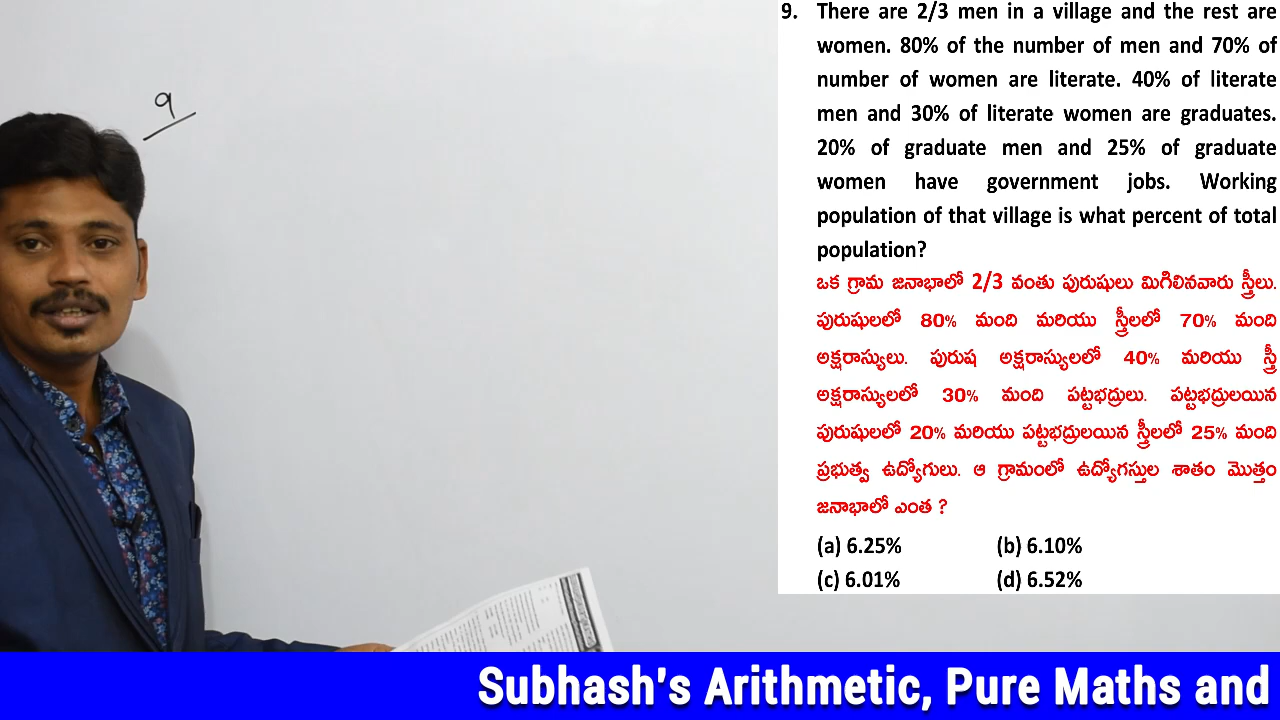 9
9. There are 2/3 men in a village and the rest are
women. 80% of the number of men and 70% of
number of women are literate. 40% of literate
men and 30% of literate women are graduates.
20% of graduate men and 25% of graduate
women have government jobs. Working
population of that village is what percent of total
population?
ఒక గ్రామ జనాభాలో 2/3 వంతు పురుషులు మిగిలినవారు స్త్రీలు.
పురుషులలో 80% మంది మరియు స్త్రీలలో 70% మంది
అక్షరాస్యులు. పురుష అక్షరాస్యులలో 40% మరియు స్త్రీ
అక్షరాస్యులలో 30% మంది పట్టభద్రులు. పట్టభద్రులయిన
పురుషులలో 20% మరియు పట్టభద్రులయిన స్త్రీలలో 25% మంది
ప్రభుత్వ ఉద్యోగులు. ఆ గ్రామంలో ఉద్యోగస్తుల శాతం మొత్తం
జనాభాలో ఎంత ?
(a) 6.25% (b) 6.10%
(c) 6.01% (d) 6.52%
Subhash's Arithmetic, Pure Maths and